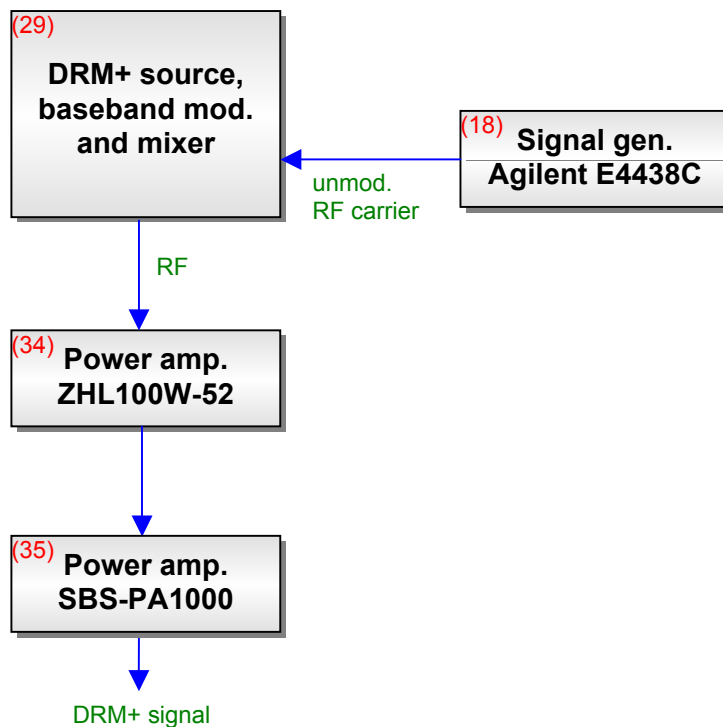 (29)
DRM+ source,
baseband mod.
and mixer
(18)
Signal gen.
Agilent E4438C
unmod.
RF carrier
RF
(34)
Power amp.
ZHL100W-52
(35)
Power amp.
SBS-PA1000
DRM+ signal